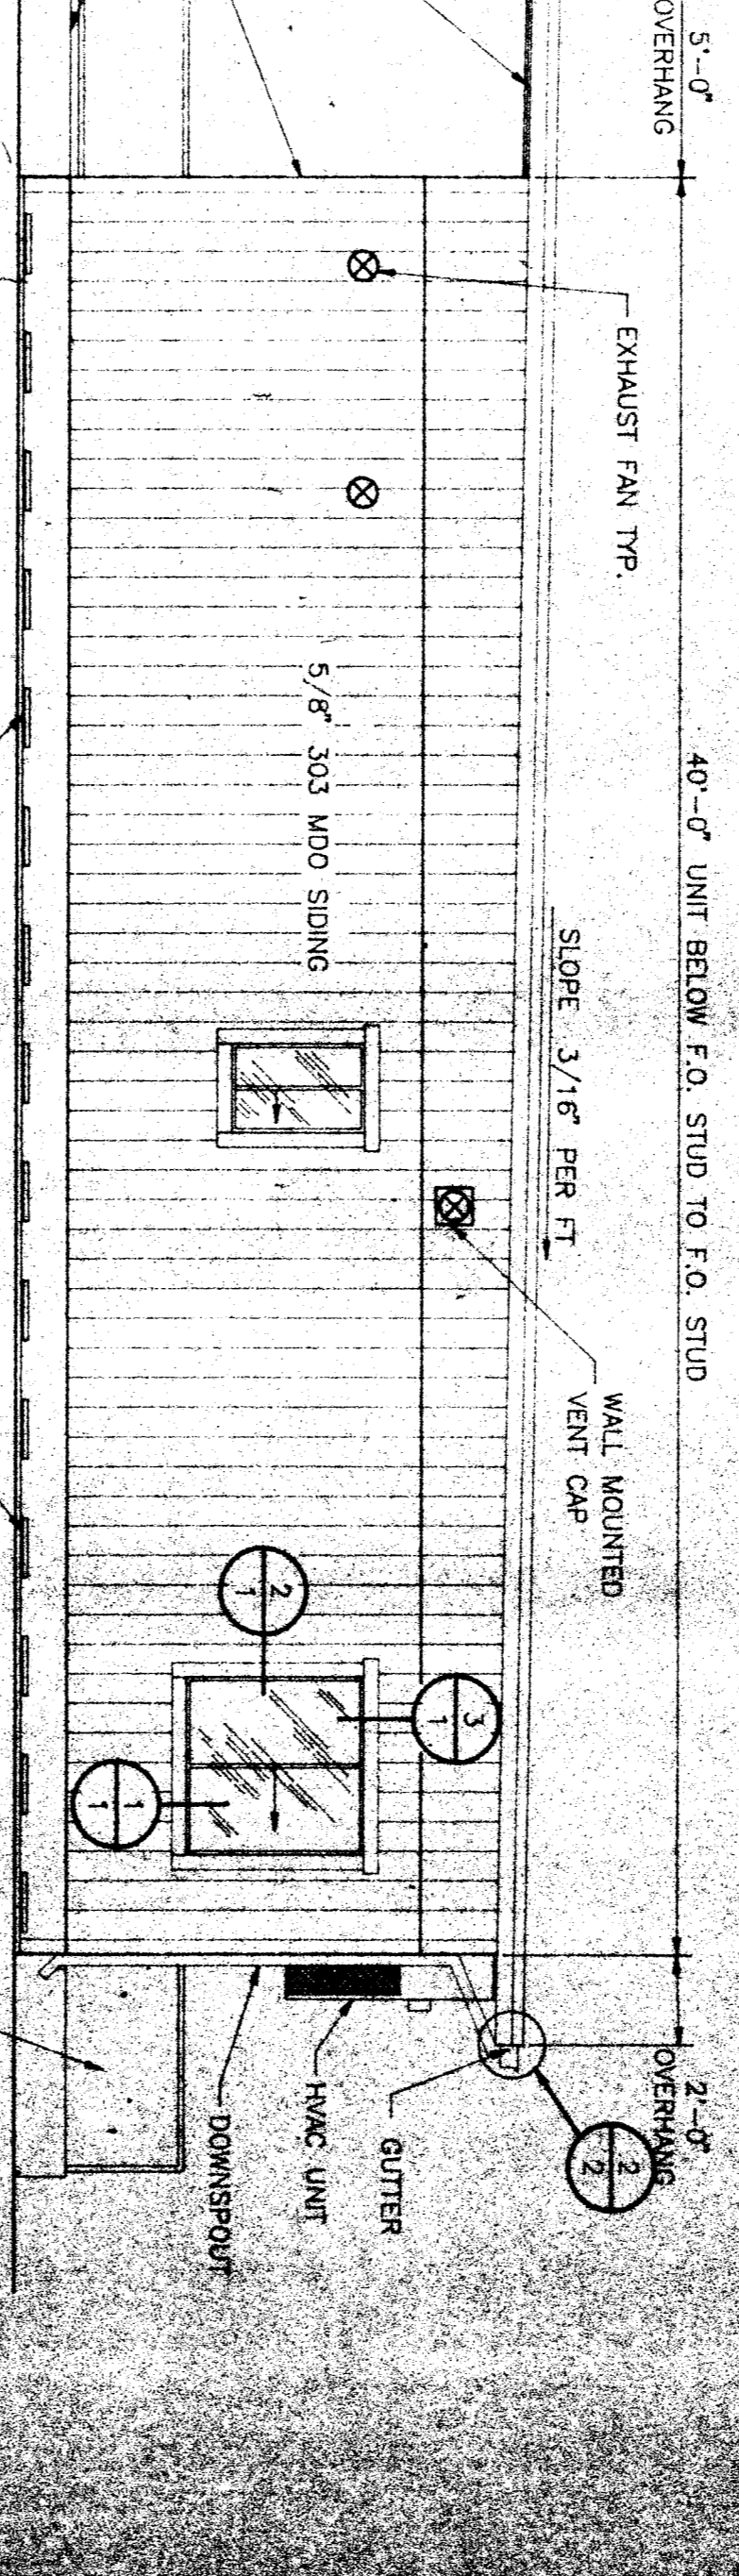 5'-0"
OVERHANG
40'-0" UNIT BELOW F.O. STUD TO F.O. STUD
2'-0"
OVERHANG
EXHAUST FAN TYP.
SLOPE 3/16" PER FT
WALL MOUNTED
VENT CAP
5/8" 303 MDO SIDING
2
1
3
1
1
1
2
2
GUTTER
HVAC UNIT
DOWNSPOUT